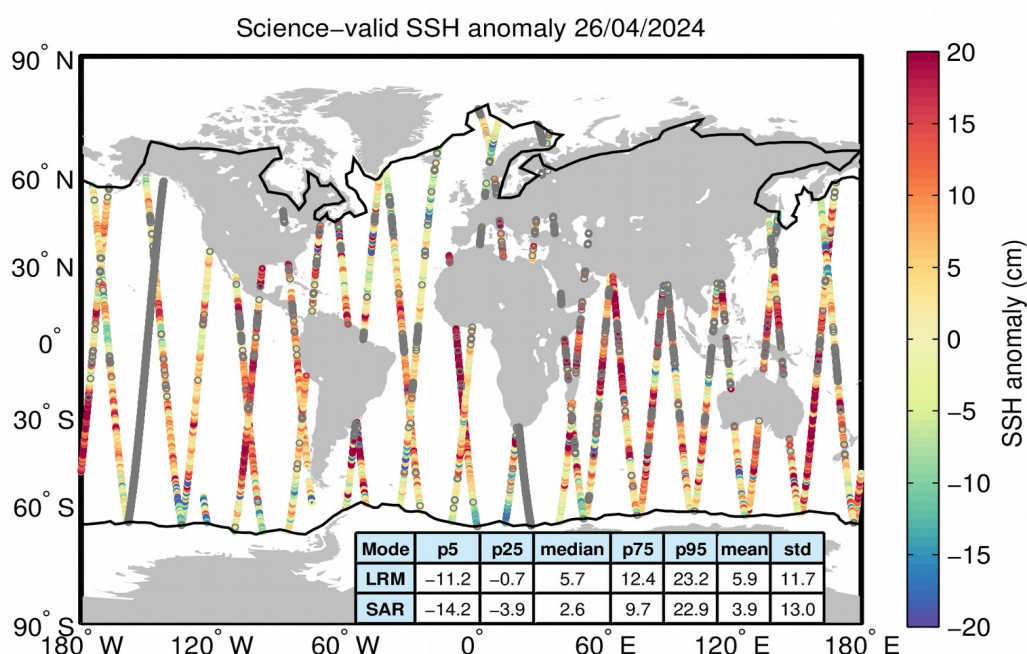 Science−valid SSH anomaly 26/04/2024
90° N
60° N
30° N
0°
30° S
60° S
90° S
180° W 120° W 60° W 0° 60° E 120° E 180° E
Mode p5 p25 median p75 p95 mean std
LRM −11.2 −0.7 5.7 12.4 23.2 5.9 11.7
SAR −14.2 −3.9 2.6 9.7 22.9 3.9 13.0
20
15
10
5
0
−5
−10
−15
−20
SSH anomaly (cm)